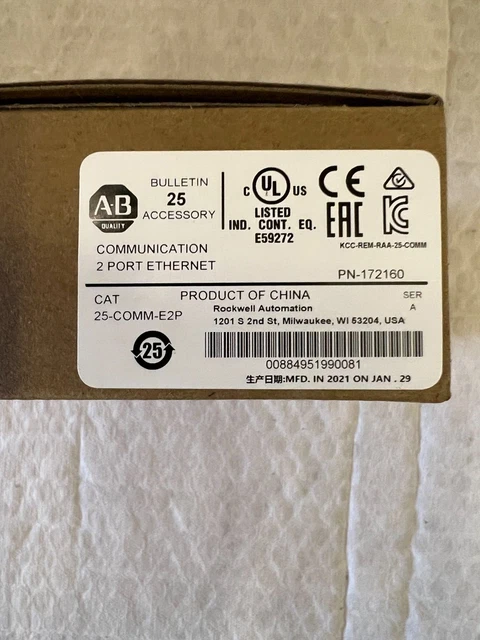 A-B
QUALITY
BULLETIN
25
ACCESSORY
COMMUNICATION
2 PORT ETHERNET
C UL US
LISTED
IND. CONT. EQ.
E59272
CE
EAC
KC
KCC-REM-RAA-25-COMM
PN-172160
CAT
25-COMM-E2P
PRODUCT OF CHINA
SER
A
Rockwell Automation
1201 S 2nd St, Milwaukee, WI 53204, USA
25
00884951990081
生产日期:MFD. IN 2021 ON JAN . 29